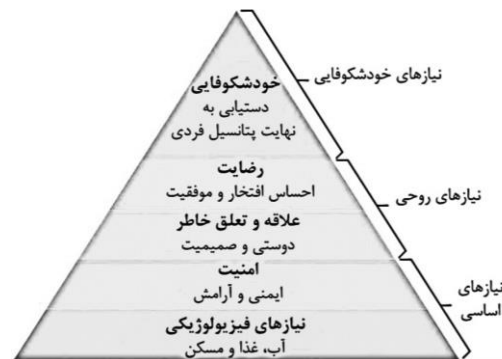 خودشکوفایی
دستیابی به
نهایت پتانسیل فردی
رضایت
احساس افتخار و موفقیت
علاقه و تعلق خاطر
دوستی و صمیمیت
امنیت
ایمنی و آرامش
نیازهای فیزیولوژیکی
آب، غذا و مسکن
نیازهای خودشکوفایی
نیازهای روحی
نیازهای
اساسی